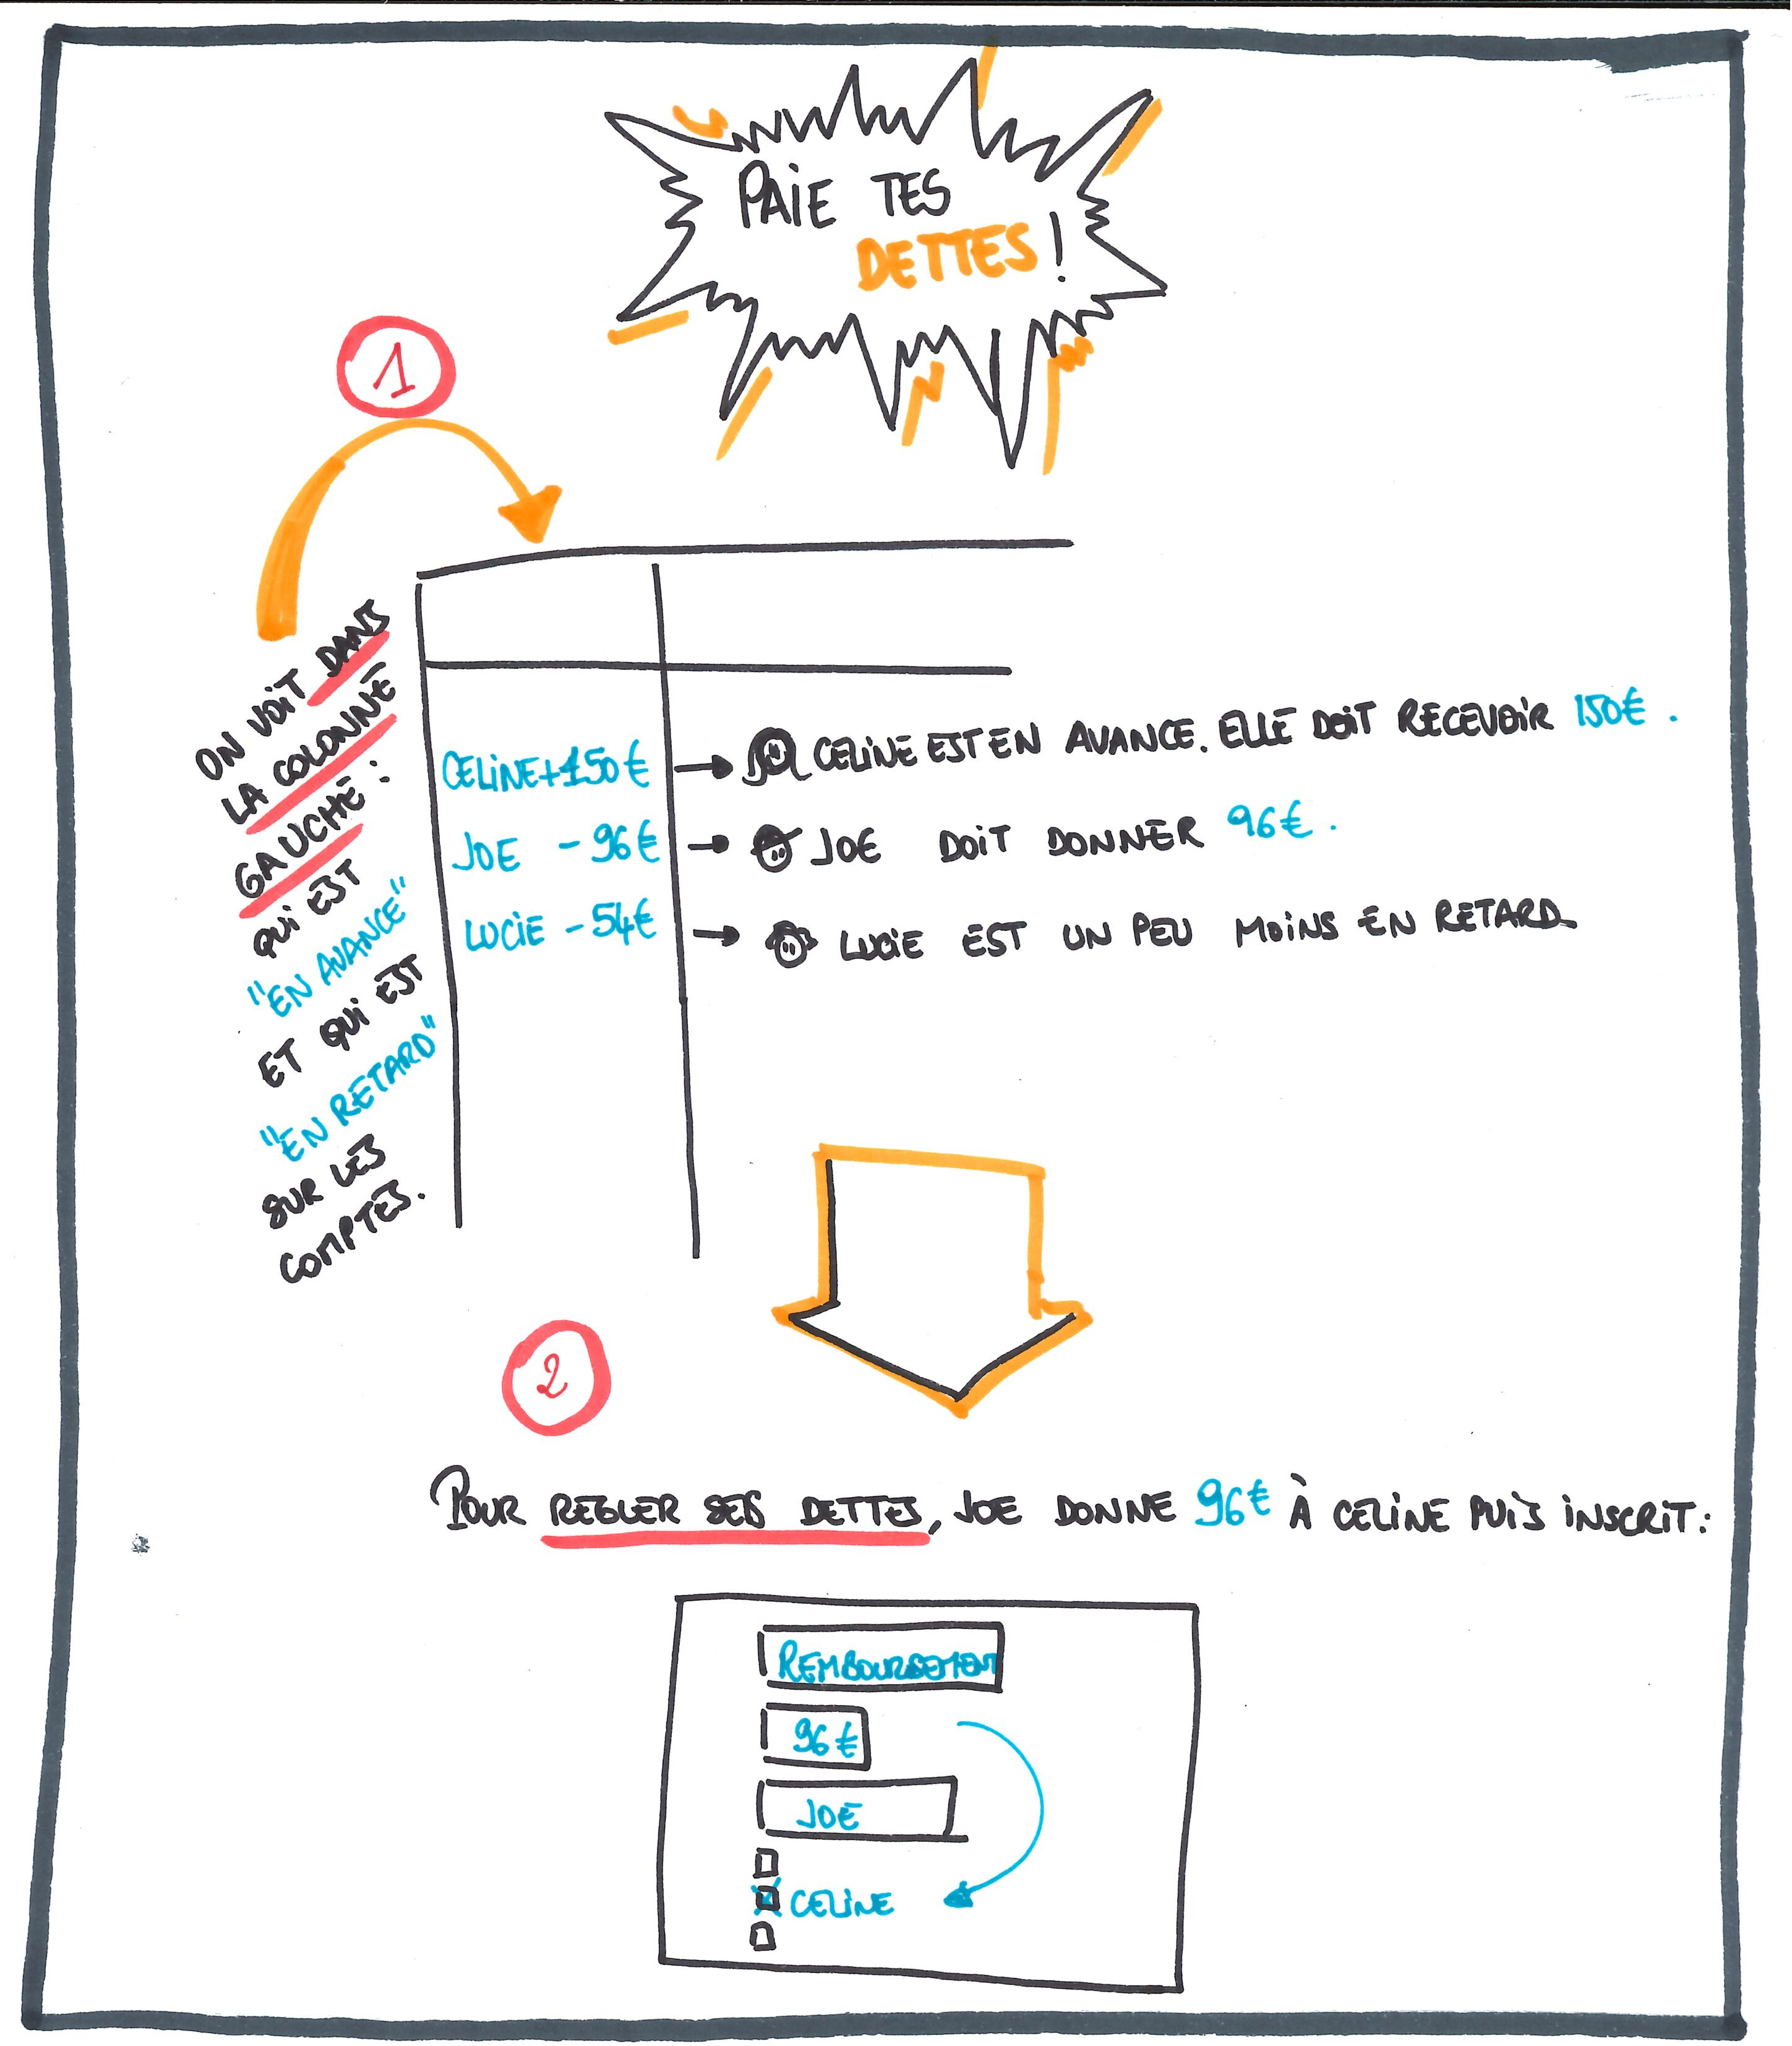 PAIE TES
DETTES !
1
ON VOIT DANS
LA COLONNE
GAUCHE :
QUI EST
"EN AVANCE"
ET QUI EST
"EN RETARD"
SUR LES
COMPTES.
CELINE +150€ → CELINE EST EN AVANCE. ELLE DOIT RECEVOIR 150€.
JOE - 96€ → JOE DOIT DONNER 96€.
LUCIE - 54€ → LUCIE EST UN PEU MOINS EN RETARD
2
POUR REGLER SES DETTES, JOE DONNE 96€ À CELINE PUIS INSCRIT :
REMBOURSEMENT
96€
JOE
CELINE